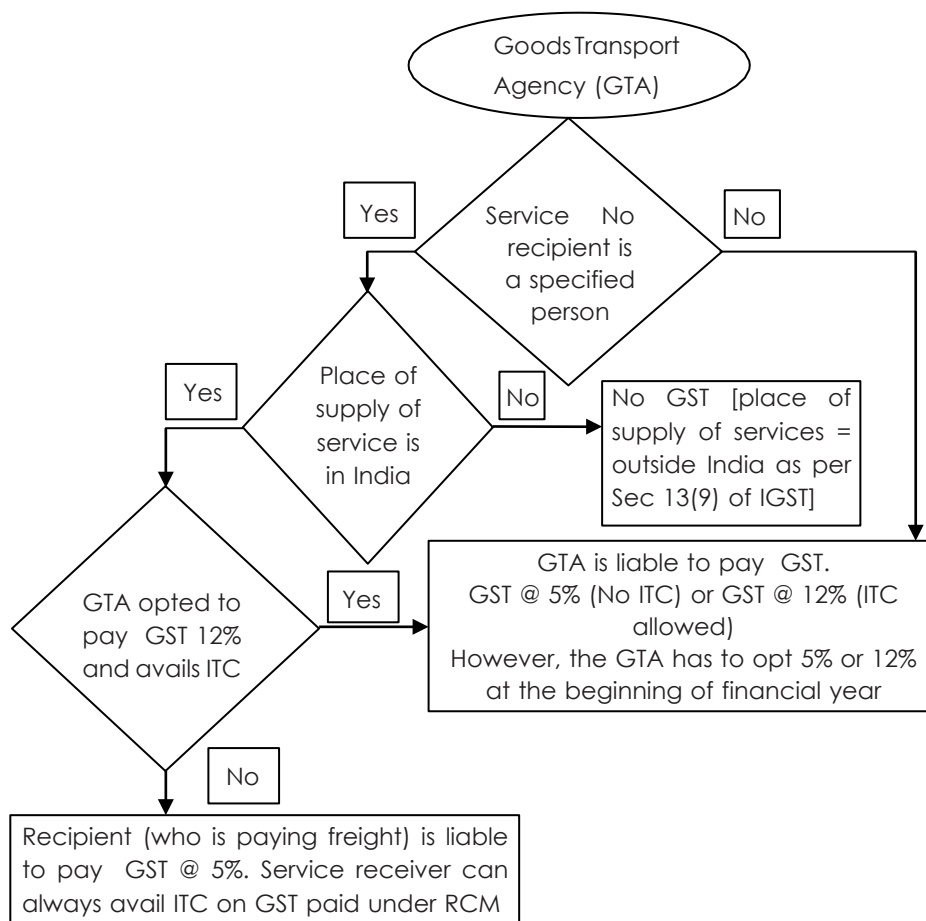 Goods Transport
Agency (GTA)
Yes
Service No
recipient is
a specified
person
No
Yes
Place of
supply of
service is
in India
No
No GST [place of
supply of services =
outside India as per
Sec 13(9) of IGST]
GTA opted to
pay GST 12%
and avails ITC
Yes
GTA is liable to pay GST.
GST @ 5% (No ITC) or GST @ 12% (ITC
allowed)
However, the GTA has to opt 5% or 12%
at the beginning of financial year
No
Recipient (who is paying freight) is liable
to pay GST @ 5%. Service receiver can
always avail ITC on GST paid under RCM